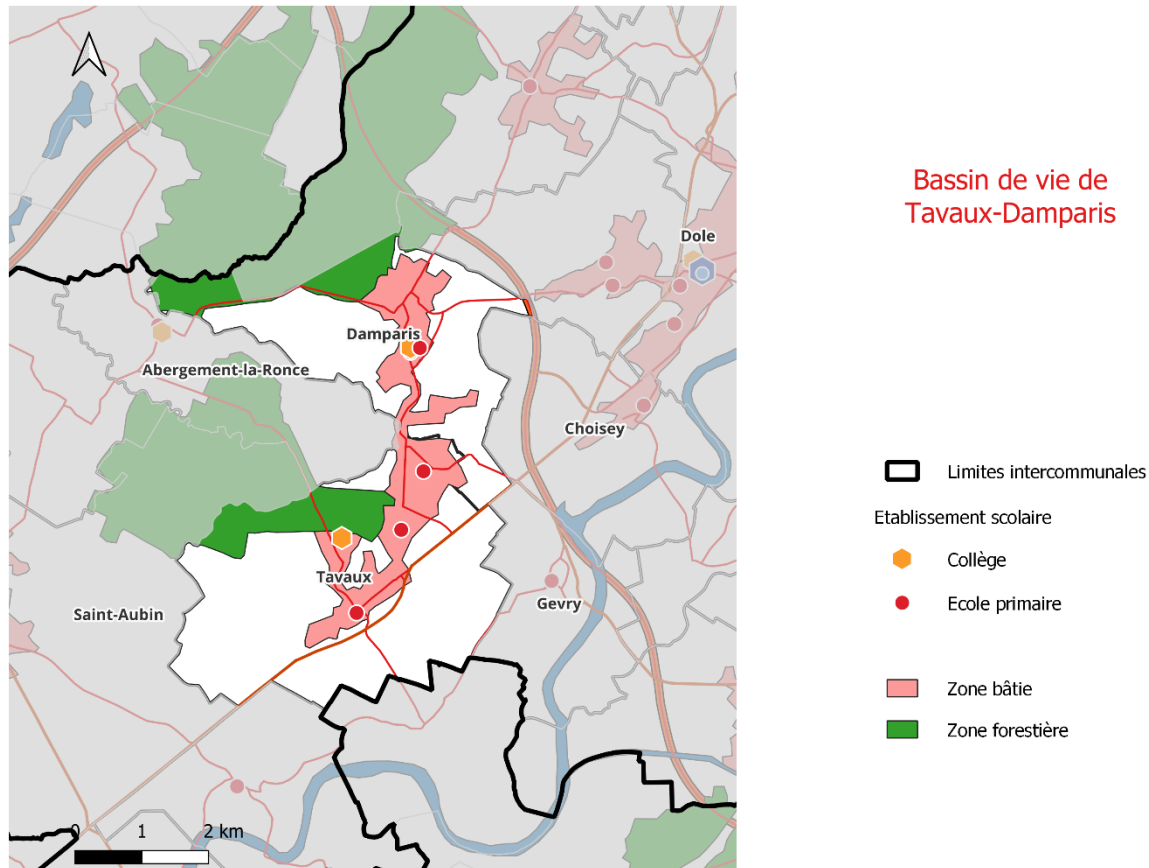 Bassin de vie de
Tavaux-Damparis
Dole
Damparis
Abergement-la-Ronce
Choisey
Limites intercommunales
Etablissement scolaire
Collège
Tavaux
Ecole primaire
Saint-Aubin
Gevry
Zone bâtie
Zone forestière
0 1 2 km